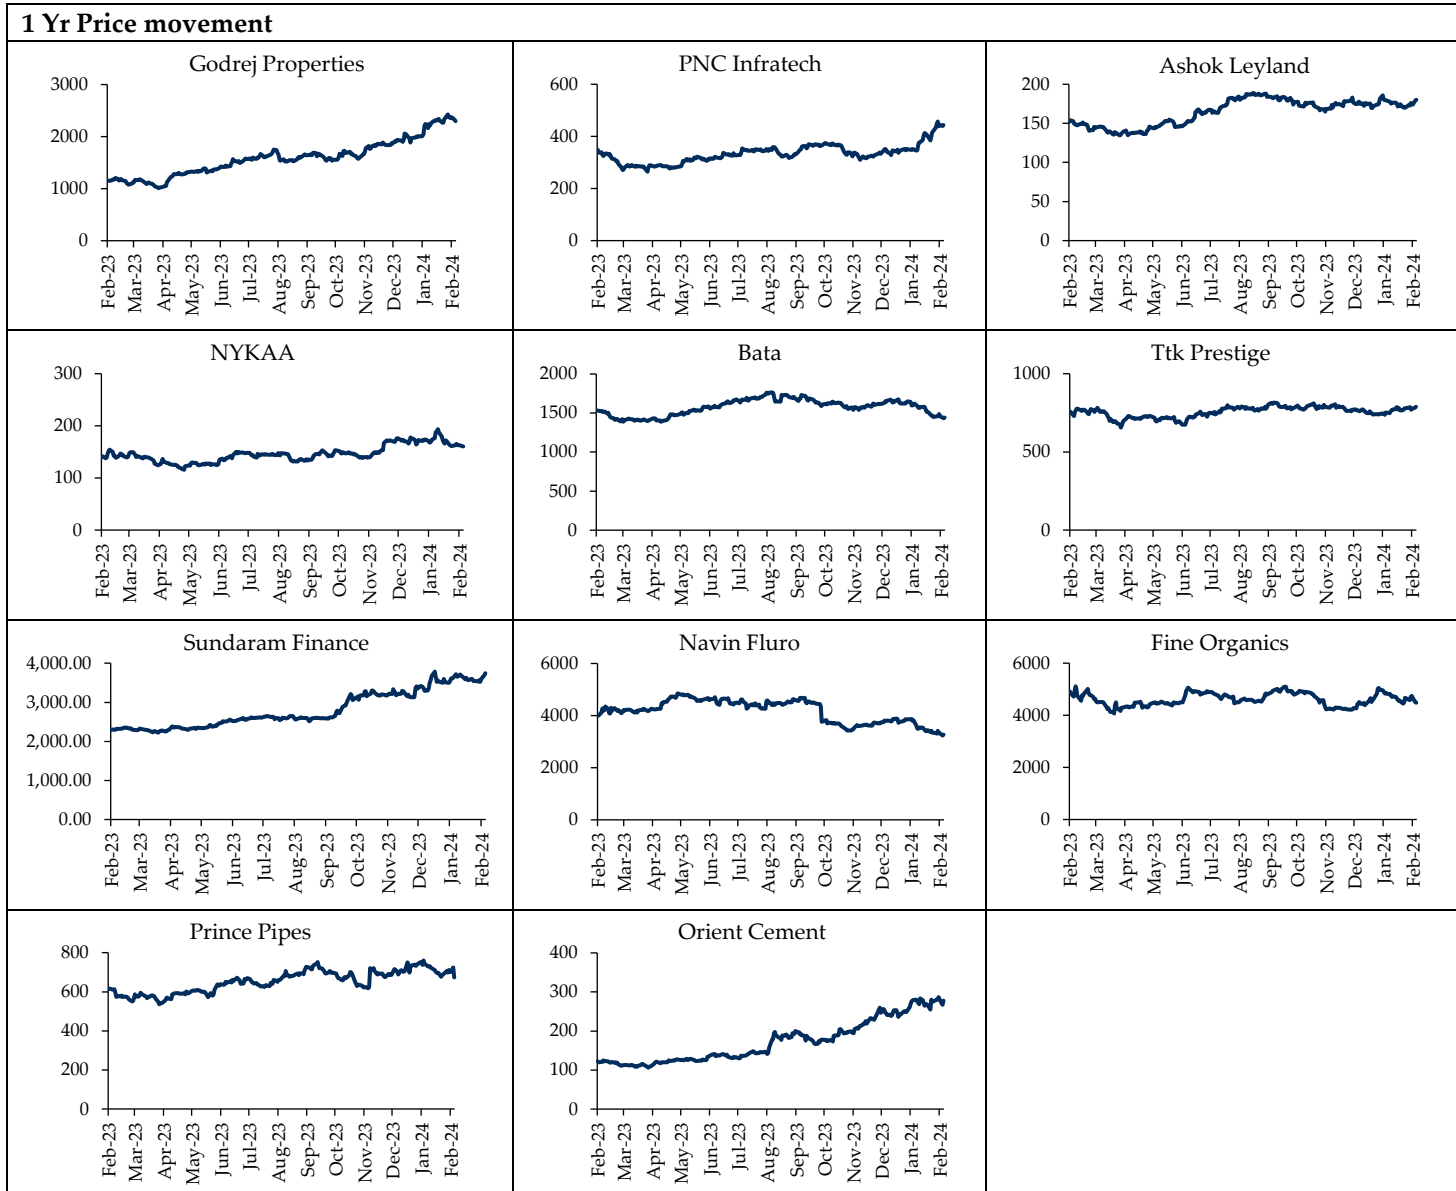 1 Yr Price movement
Godrej Properties
3000
2000
1000
0
Feb-23
Mar-23
Apr-23
May-23
Jun-23
Jul-23
Aug-23
Sep-23
Oct-23
Nov-23
Dec-23
Jan-24
Feb-24
PNC Infratech
600
400
200
0
Feb-23
Mar-23
Apr-23
May-23
Jun-23
Jul-23
Aug-23
Sep-23
Oct-23
Nov-23
Dec-23
Jan-24
Feb-24
Ashok Leyland
200
150
100
50
0
Feb-23
Mar-23
Apr-23
May-23
Jun-23
Jul-23
Aug-23
Sep-23
Oct-23
Nov-23
Dec-23
Jan-24
Feb-24
NYKAA
300
200
100
0
Feb-23
Mar-23
Apr-23
May-23
Jun-23
Jul-23
Aug-23
Sep-23
Oct-23
Nov-23
Dec-23
Jan-24
Feb-24
Bata
2000
1500
1000
500
0
Feb-23
Mar-23
Apr-23
May-23
Jun-23
Jul-23
Aug-23
Sep-23
Oct-23
Nov-23
Dec-23
Jan-24
Feb-24
Ttk Prestige
1000
500
0
Feb-23
Mar-23
Apr-23
May-23
Jun-23
Jul-23
Aug-23
Sep-23
Oct-23
Nov-23
Dec-23
Jan-24
Feb-24
Sundaram Finance
4,000.00
3,000.00
2,000.00
1,000.00
0.00
Feb-23
Mar-23
Apr-23
May-23
Jun-23
Jul-23
Aug-23
Sep-23
Oct-23
Nov-23
Dec-23
Jan-24
Feb-24
Navin Fluro
6000
4000
2000
0
Feb-23
Mar-23
Apr-23
May-23
Jun-23
Jul-23
Aug-23
Sep-23
Oct-23
Nov-23
Dec-23
Jan-24
Feb-24
Fine Organics
6000
4000
2000
0
Feb-23
Mar-23
Apr-23
May-23
Jun-23
Jul-23
Aug-23
Sep-23
Oct-23
Nov-23
Dec-23
Jan-24
Feb-24
Prince Pipes
800
600
400
200
0
Feb-23
Mar-23
Apr-23
May-23
Jun-23
Jul-23
Aug-23
Sep-23
Oct-23
Nov-23
Dec-23
Jan-24
Feb-24
Orient Cement
400
300
200
100
0
Feb-23
Mar-23
Apr-23
May-23
Jun-23
Jul-23
Aug-23
Sep-23
Oct-23
Nov-23
Dec-23
Jan-24
Feb-24